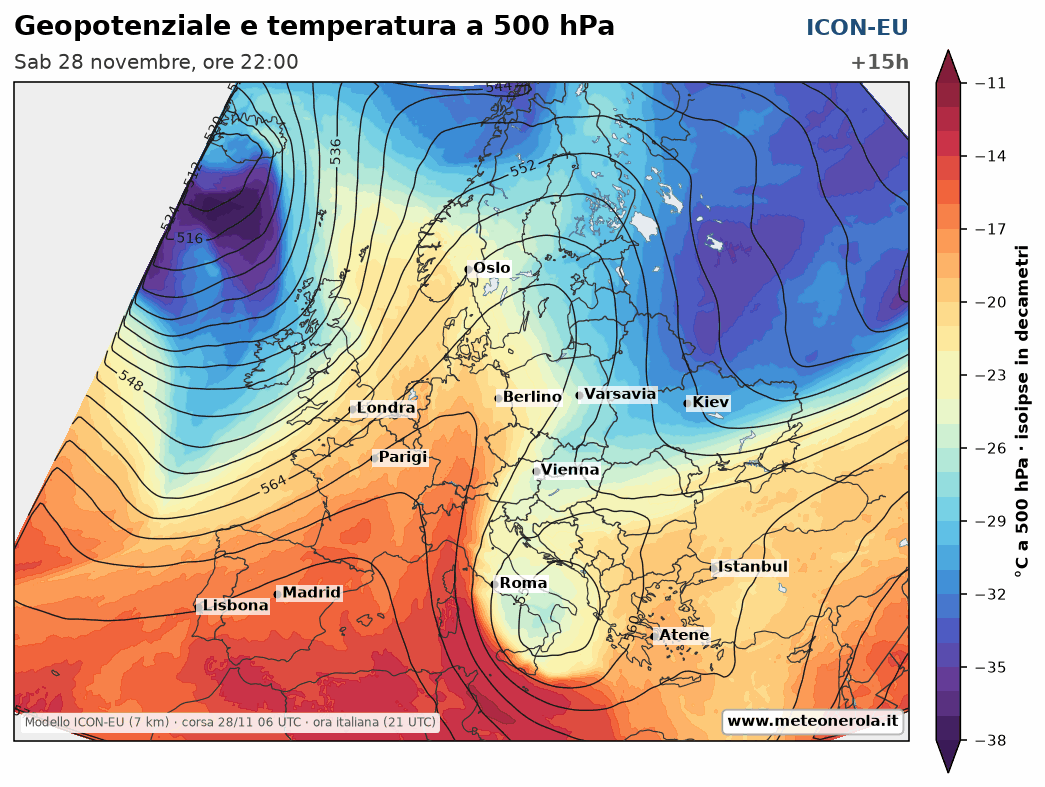 Geopotenziale e temperatura a 500 hPa
ICON-EU
Sab 28 novembre, ore 22:00
+15h
544
520
536
512
552
524
516
Oslo
548
Berlino
Varsavia
Kiev
Londra
Parigi
Vienna
564
Roma
Istanbul
Madrid
Lisbona
560
Atene
Modello ICON-EU (7 km) · corsa 28/11 06 UTC · ora italiana (21 UTC)
www.meteonerola.it
−11
−14
−17
−20
−23
−26
−29
−32
−35
−38
°C a 500 hPa · isoipse in decametri